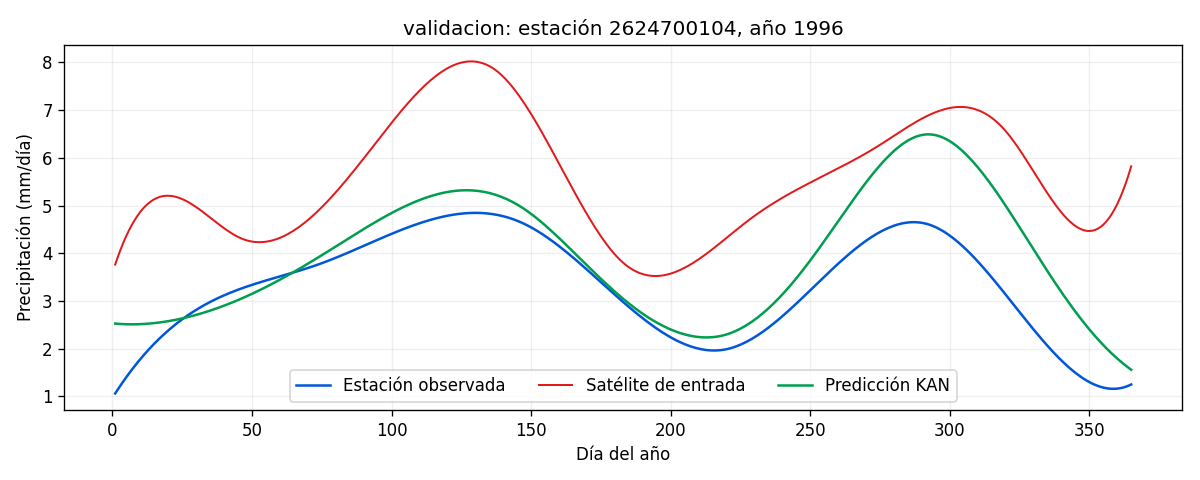 validacion: estación 2624700104, año 1996
Precipitación (mm/día)
8
7
6
5
4
3
2
1
Estación observada Satélite de entrada Predicción KAN
0 50 100 150 200 250 300 350
Día del año